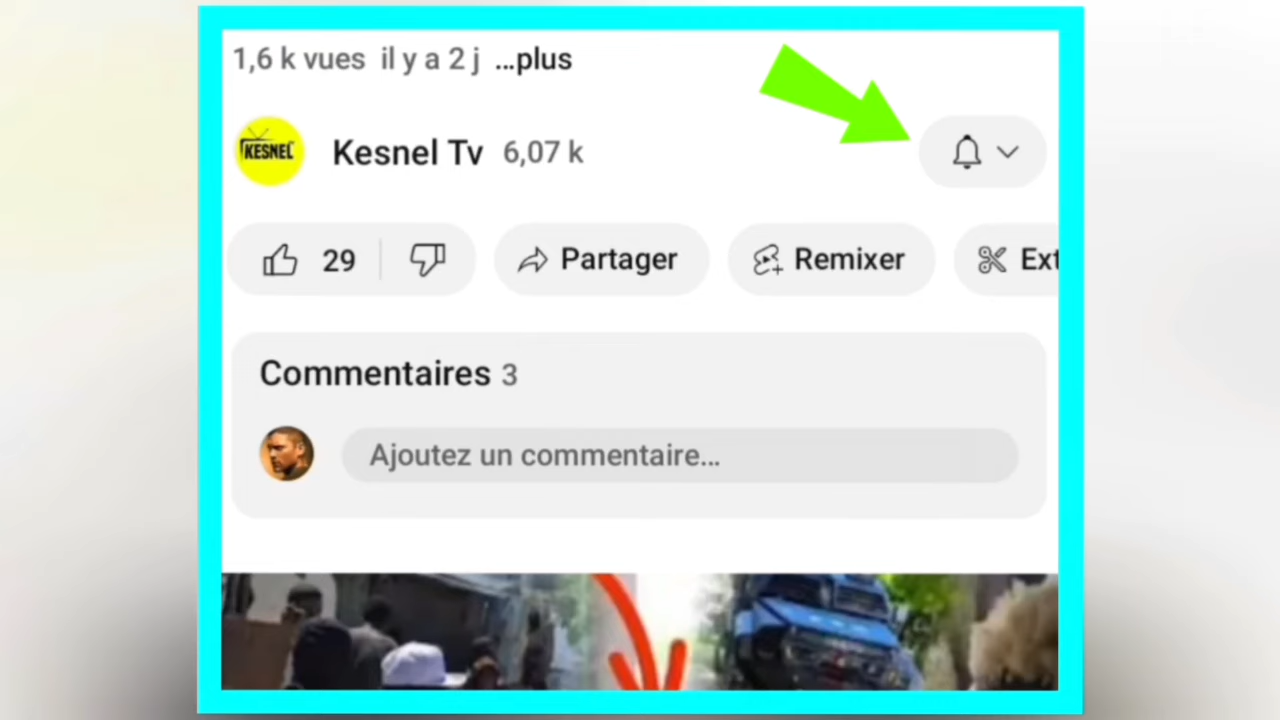 1,6 k vues il y a 2 j ...plus
KESNEL
Kesnel Tv 6,07 k
29
Partager
Remixer
Ext
Commentaires 3
Ajoutez un commentaire...